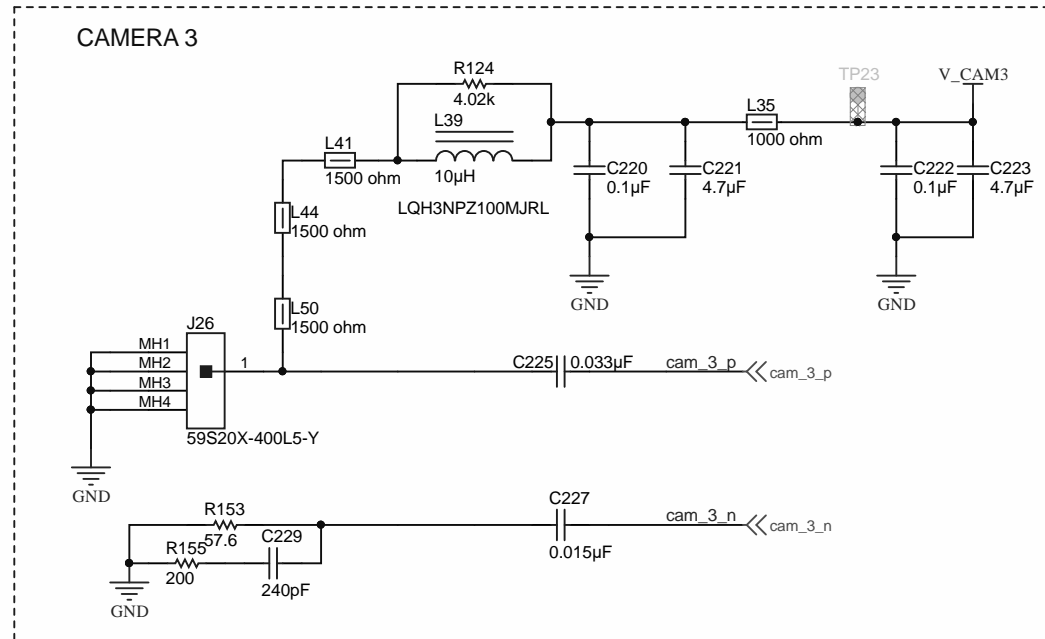 CAMERA 3
R124
4.02k
L39
10µH
LQH3NPZ100MJRL
L41
1500 ohm
L44
1500 ohm
L50
1500 ohm
C220
0.1µF
C221
4.7µF
L35
1000 ohm
TP23
V_CAM3
C222
0.1µF
C223
4.7µF
GND
GND
J26
MH1
MH2
MH3
MH4
1
59S20X-400L5-Y
GND
C225
0.033µF
cam_3_p
cam_3_p
R153
57.6
R155
200
C229
240pF
GND
C227
0.015µF
cam_3_n
cam_3_n